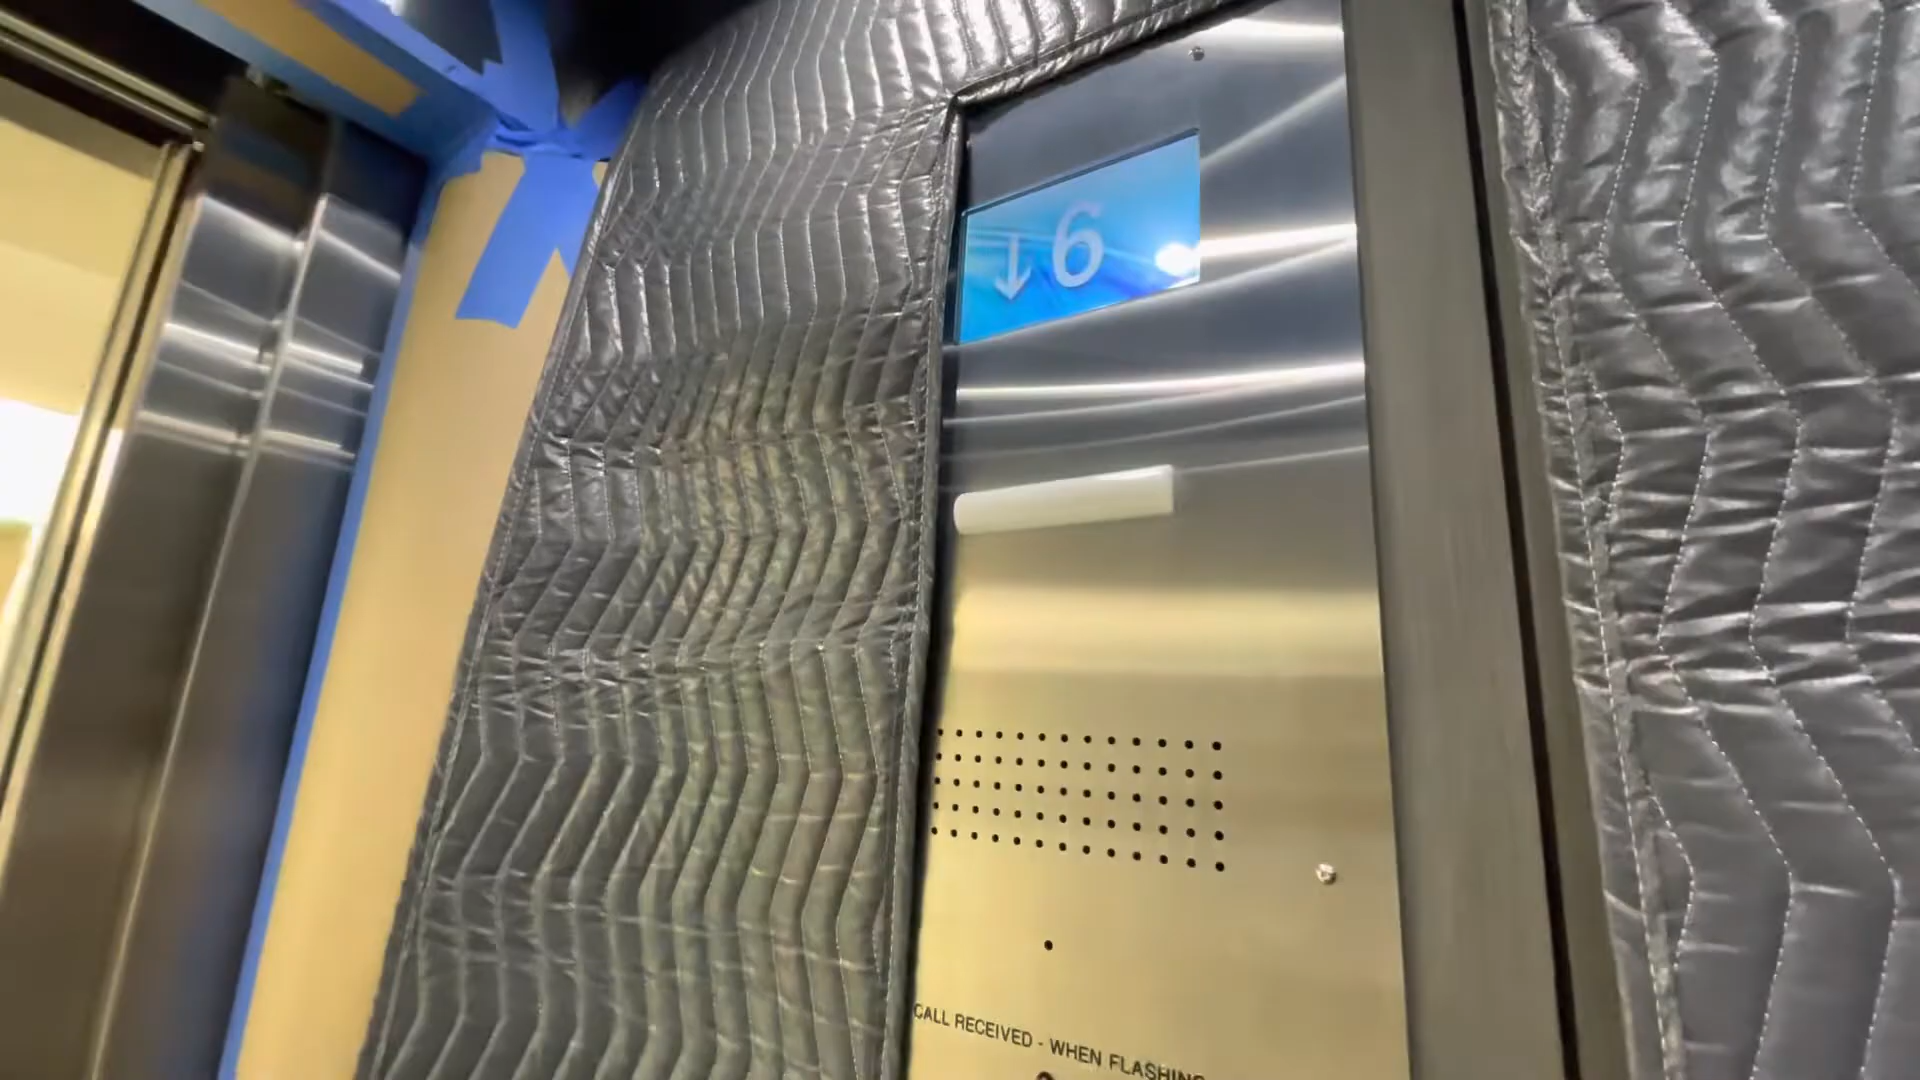 ↓6
CALL RECEIVED - WHEN FLASHING